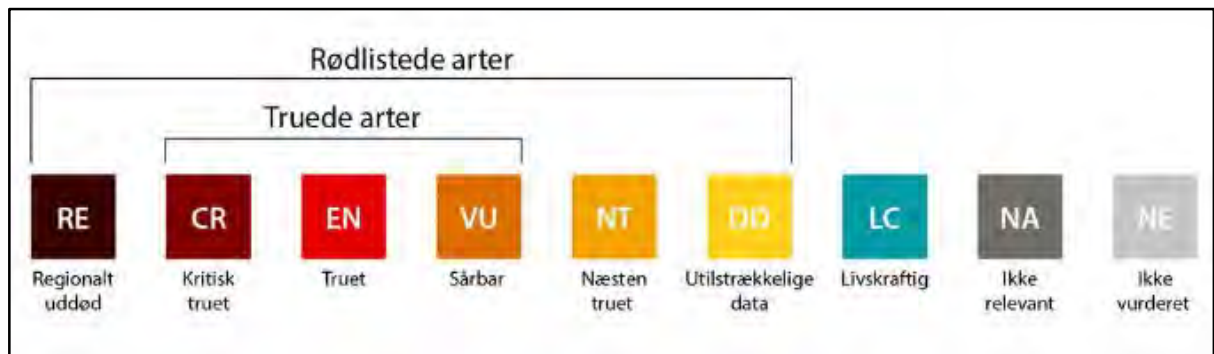 Rødlistede arter
Truede arter
RE CR EN VU NT DD LC NA NE
Regionalt uddød
Kritisk truet
Truet
Sårbar
Næsten truet
Utilstrækkelige data
Livskraftig
Ikke relevant
Ikke vurderet